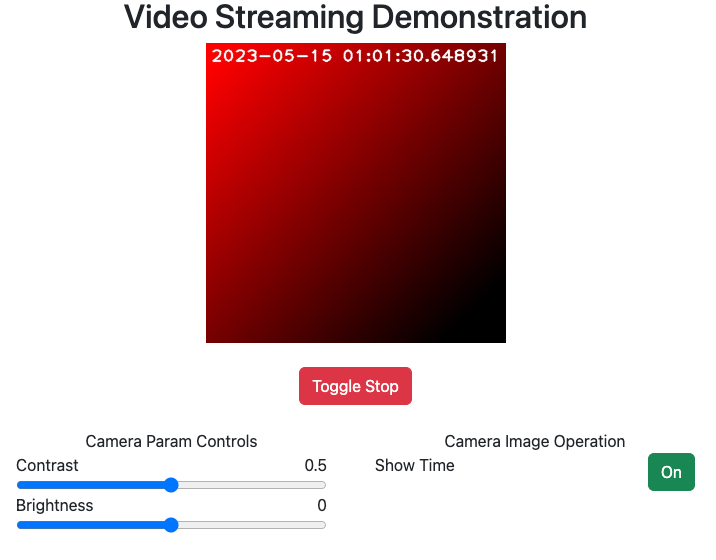 Video Streaming Demonstration
2023-05-15 01:01:30.648931
Toggle Stop
Camera Param Controls
Contrast 0.5
Brightness 0
Camera Image Operation
Show Time On